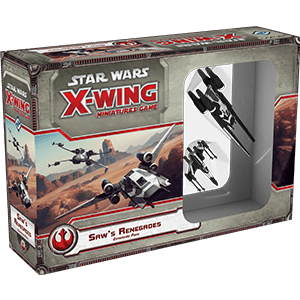 STAR WARS
X-WING
MINIATURES GAME
SAW'S RENEGADES
EXPANSION PACK